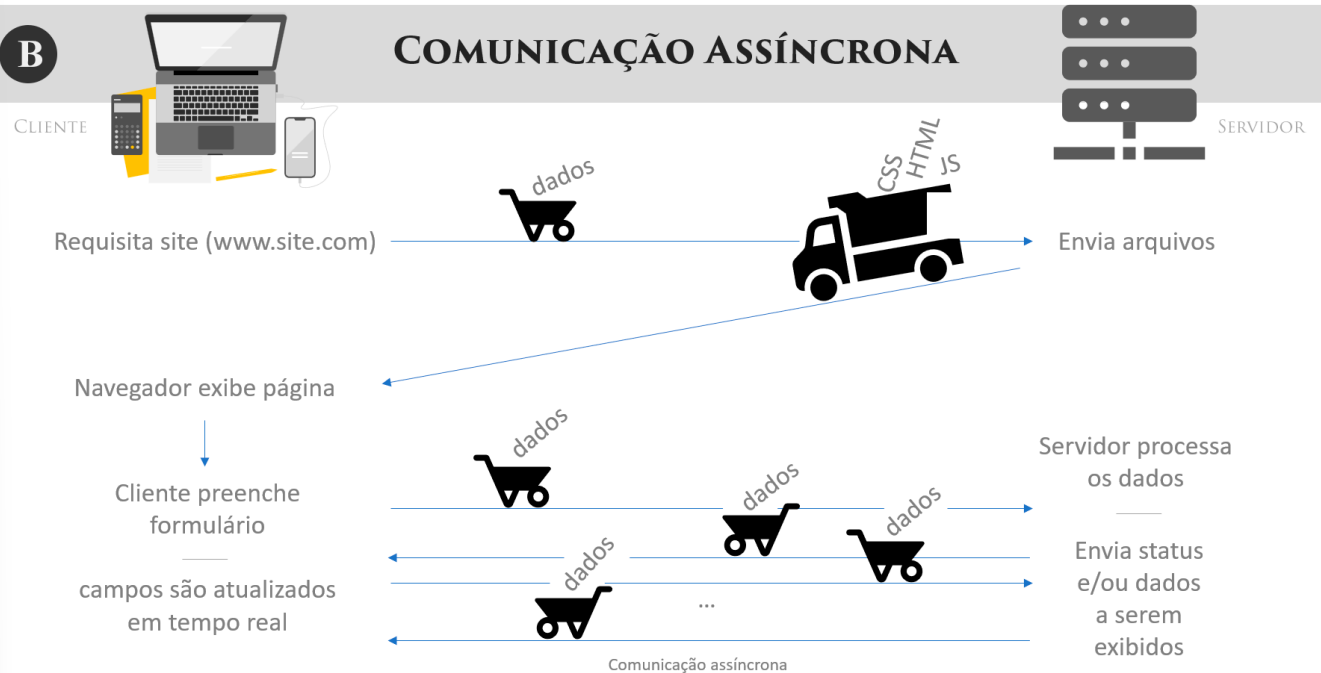 B
COMUNICAÇÃO ASSÍNCRONA
CLIENTE
SERVIDOR
dados
CSS
HTML
JS
Requisita site (www.site.com)
Envia arquivos
Navegador exibe página
dados
Servidor processa
os dados
Cliente preenche
formulário
dados
dados
Envia status
e/ou dados
a serem
exibidos
campos são atualizados
em tempo real
dados
...
Comunicação assíncrona